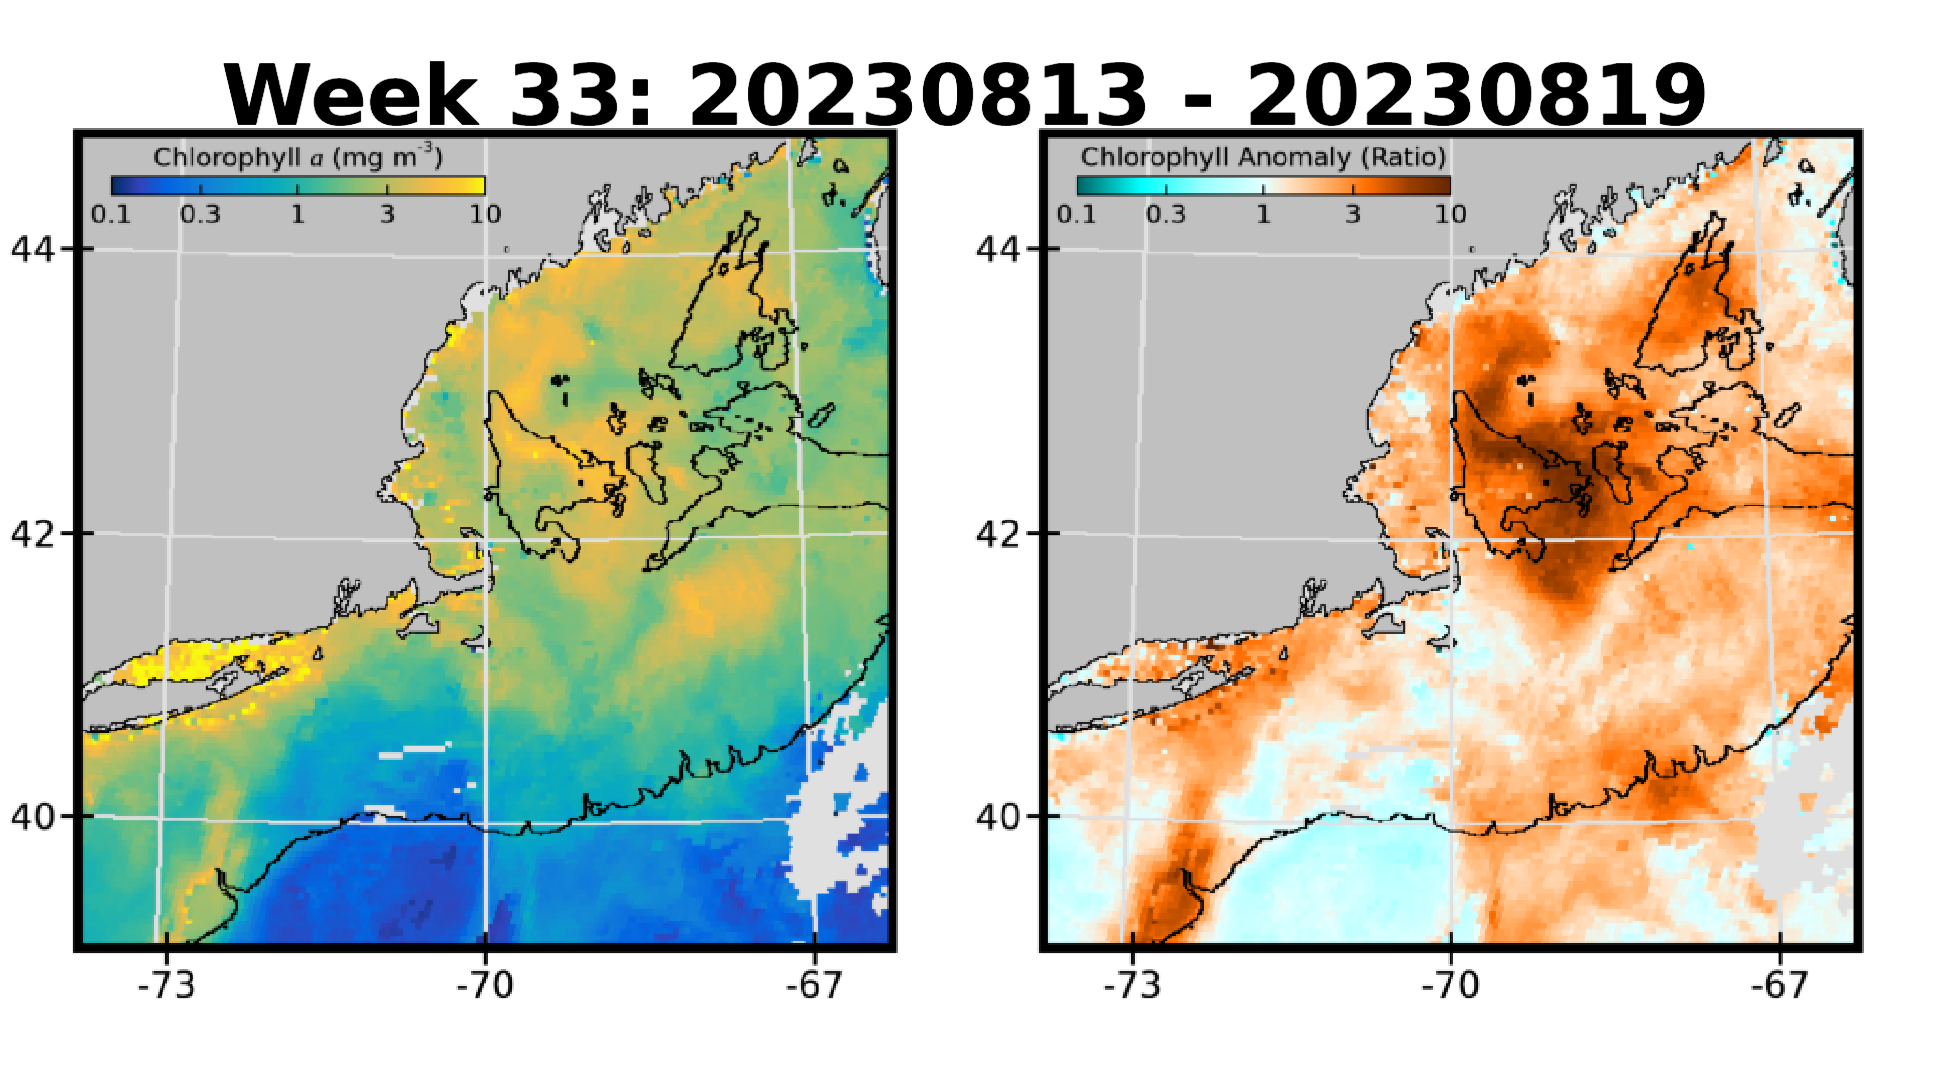 Week 33: 20230813 - 20230819
Chlorophyll a (mg m-3)
0.1 0.3 1 3 10
44
42
40
-73 -70 -67
Chlorophyll Anomaly (Ratio)
0.1 0.3 1 3 10
44
42
40
-73 -70 -67